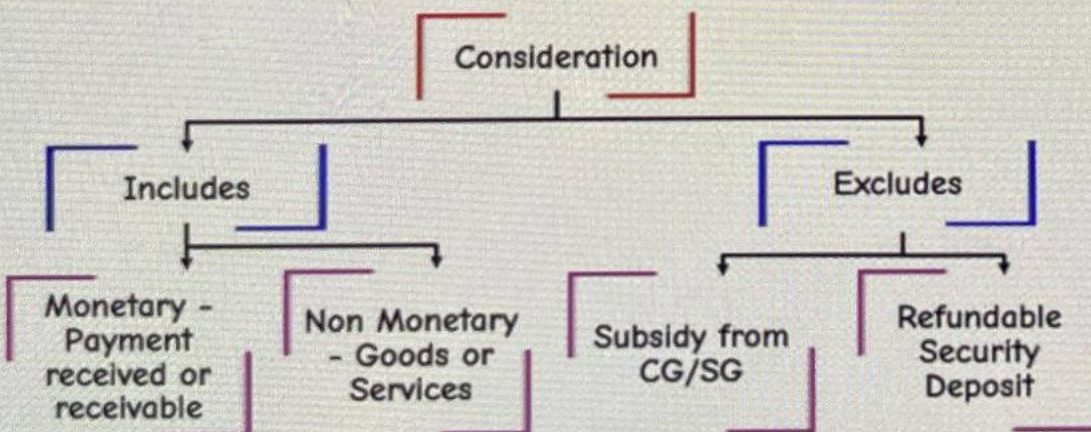 Consideration
Includes
Excludes
Monetary -
Payment
received or
receivable
Non Monetary
- Goods or
Services
Subsidy from
CG/SG
Refundable
Security
Deposit